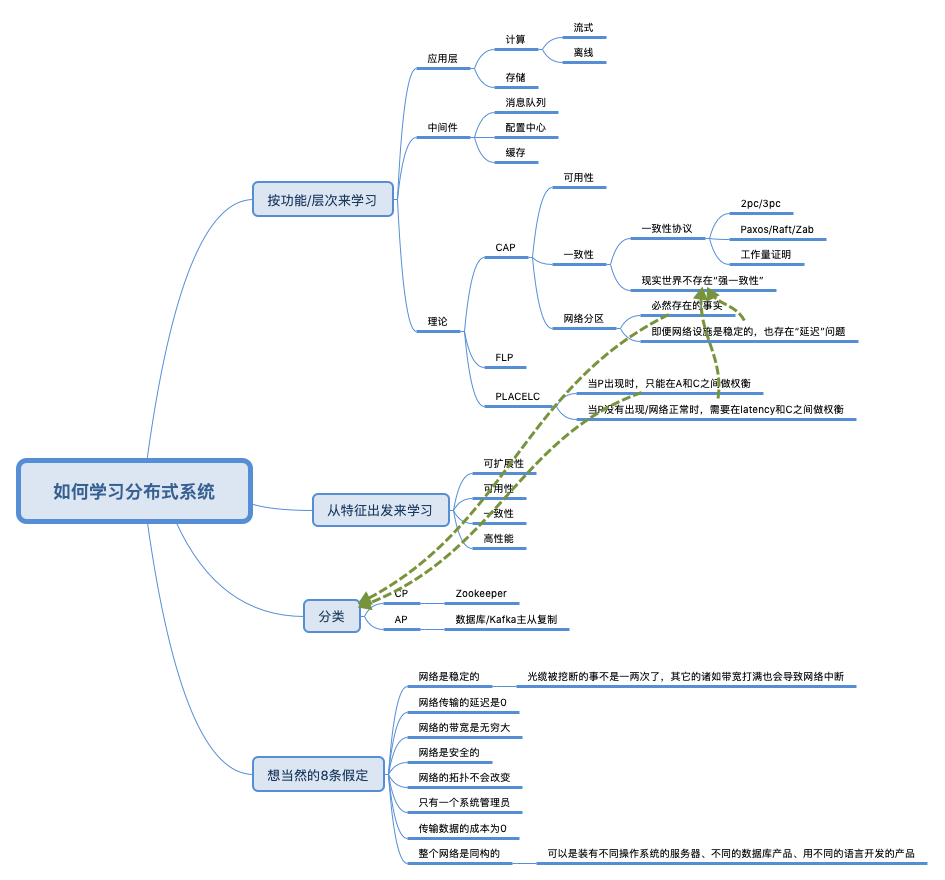 如何学习分布式系统
按功能/层次来学习
应用层
计算
流式
离线
存储
中间件
消息队列
配置中心
缓存
理论
CAP
可用性
一致性
一致性协议
2pc/3pc
Paxos/Raft/Zab
工作量证明
现实世界不存在“强一致性”
网络分区
必然存在的事实
即便网络设施是稳定的，也存在“延迟”问题
FLP
PLACELC
当P出现时，只能在A和C之间做权衡
当P没有出现/网络正常时，需要在latency和C之间做权衡
从特征出发来学习
可扩展性
可用性
一致性
高性能
分类
CP
Zookeeper
AP
数据库/Kafka主从复制
想当然的8条假定
网络是稳定的
光缆被挖断的事不是一两次了，其它的诸如带宽打满也会导致网络中断
网络传输的延迟是0
网络的带宽是无穷大
网络是安全的
网络的拓扑不会改变
只有一个系统管理员
传输数据的成本为0
整个网络是同构的
可以是装有不同操作系统的服务器、不同的数据库产品、用不同的语言开发的产品